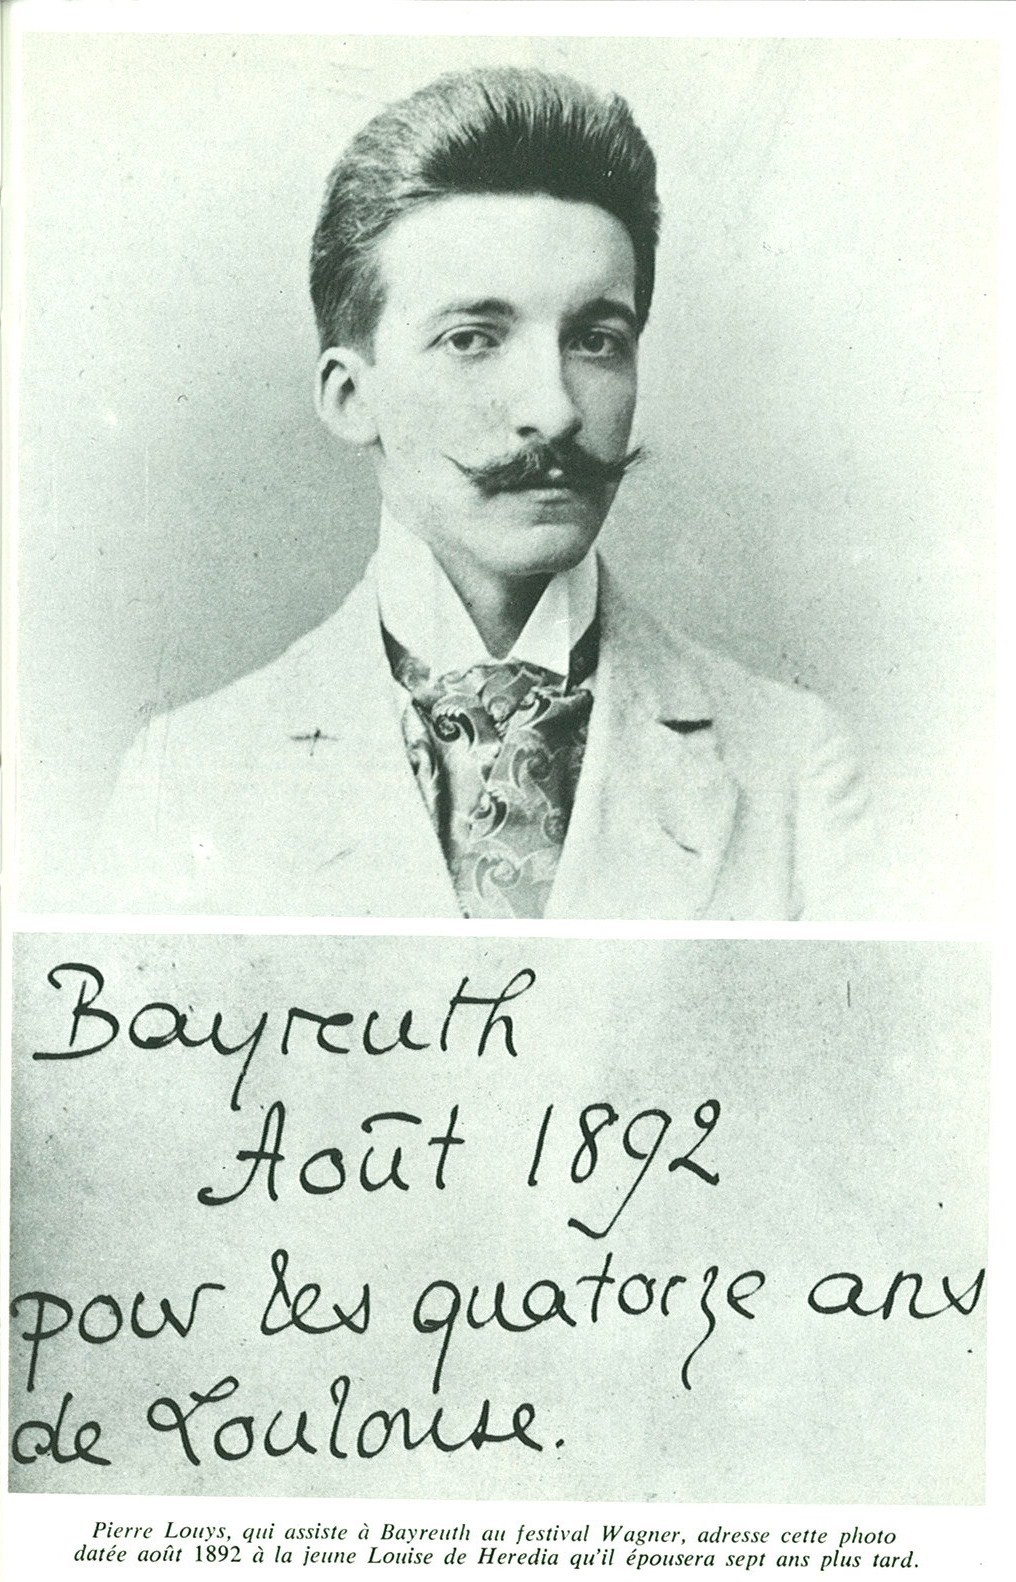 Bayreuth
Août 1892
pour les quatorze ans
de Loulouse.
Pierre Louys, qui assiste à Bayreuth au festival Wagner, adresse cette photo
datée août 1892 à la jeune Louise de Heredia qu'il épousera sept ans plus tard.